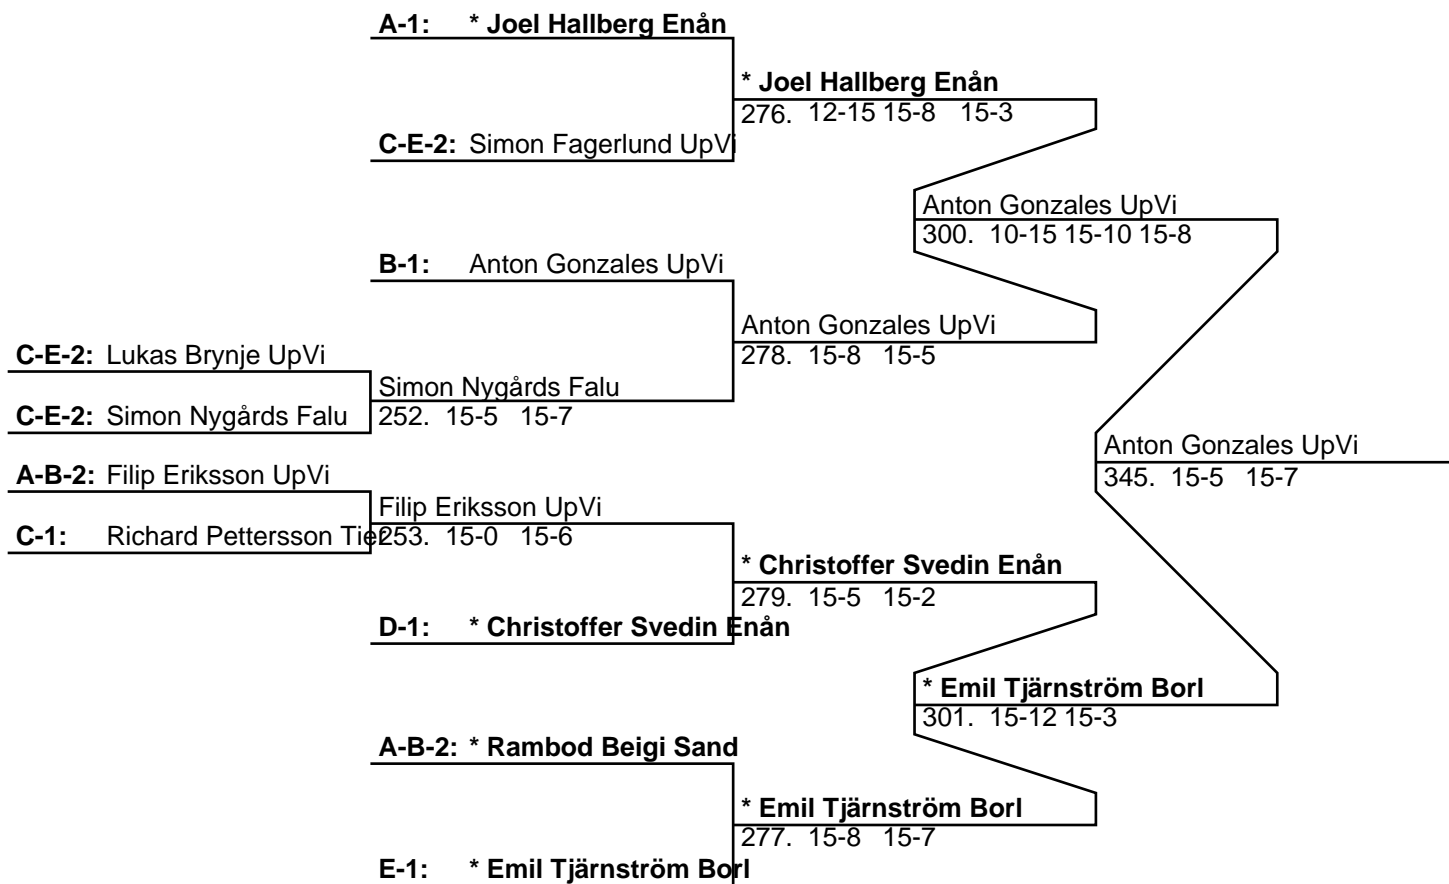 A-1: * Joel Hallberg Enån
* Joel Hallberg Enån
276. 12-15 15-8 15-3
C-E-2: Simon Fagerlund UpVi
Anton Gonzales UpVi
300. 10-15 15-10 15-8
B-1: Anton Gonzales UpVi
Anton Gonzales UpVi
278. 15-8 15-5
C-E-2: Lukas Brynje UpVi
Simon Nygårds Falu
252. 15-5 15-7
C-E-2: Simon Nygårds Falu
Anton Gonzales UpVi
345. 15-5 15-7
A-B-2: Filip Eriksson UpVi
Filip Eriksson UpVi
253. 15-0 15-6
C-1: Richard Pettersson Tier
* Christoffer Svedin Enån
279. 15-5 15-2
D-1: * Christoffer Svedin Enån
* Emil Tjärnström Borl
301. 15-12 15-3
A-B-2: * Rambod Beigi Sand
* Emil Tjärnström Borl
277. 15-8 15-7
E-1: * Emil Tjärnström Borl